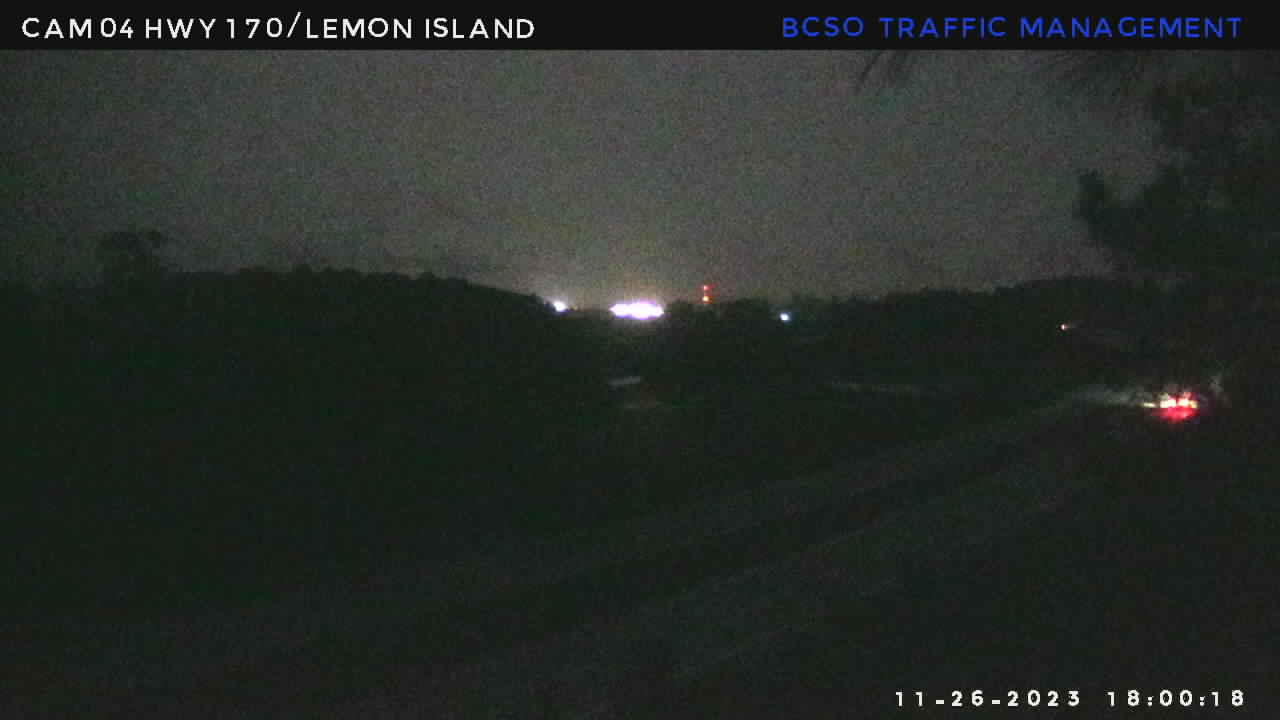 CAM04 HWY 170/LEMON ISLAND
BCSO TRAFFIC MANAGEMENT
11-26-2023 18:00:18